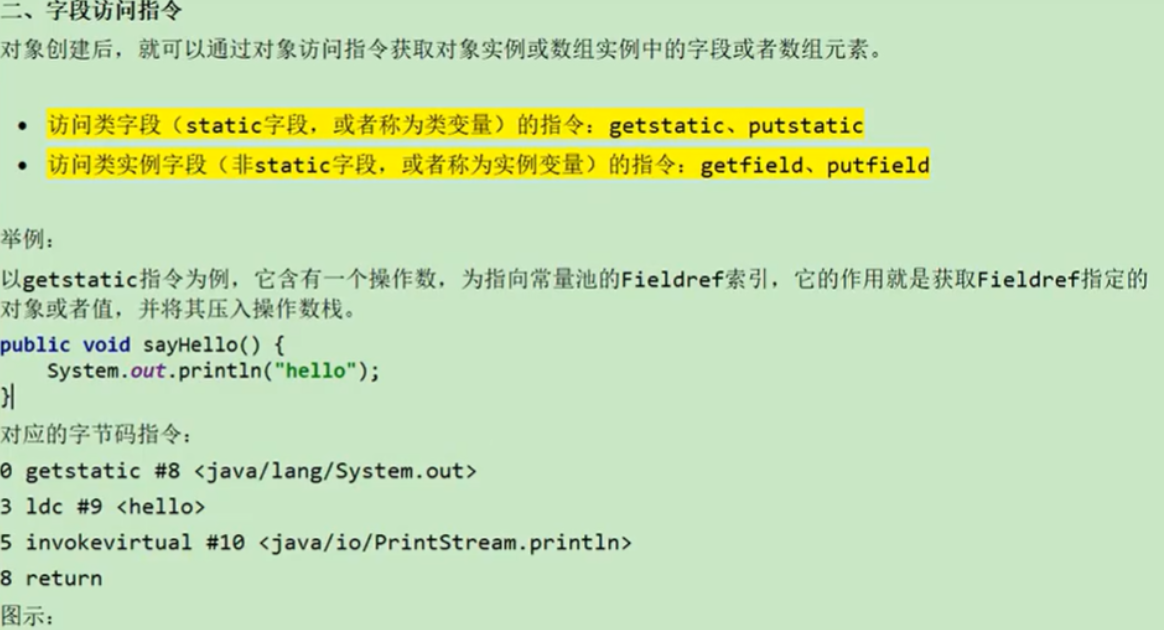 二、字段访问指令
对象创建后，就可以通过对象访问指令获取对象实例或数组实例中的字段或者数组元素。
• 访问类字段（static字段，或者称为类变量）的指令：getstatic、putstatic
• 访问类实例字段（非static字段，或者称为实例变量）的指令：getfield、putfield
举例：
以getstatic指令为例，它含有一个操作数，为指向常量池的Fieldref索引，它的作用就是获取Fieldref指定的
对象或者值，并将其压入操作数栈。
public void sayHello() {
    System.out.println("hello");
}
对应的字节码指令：
0 getstatic #8 <java/lang/System.out>
3 ldc #9 <hello>
5 invokevirtual #10 <java/io/PrintStream.println>
8 return
图示：